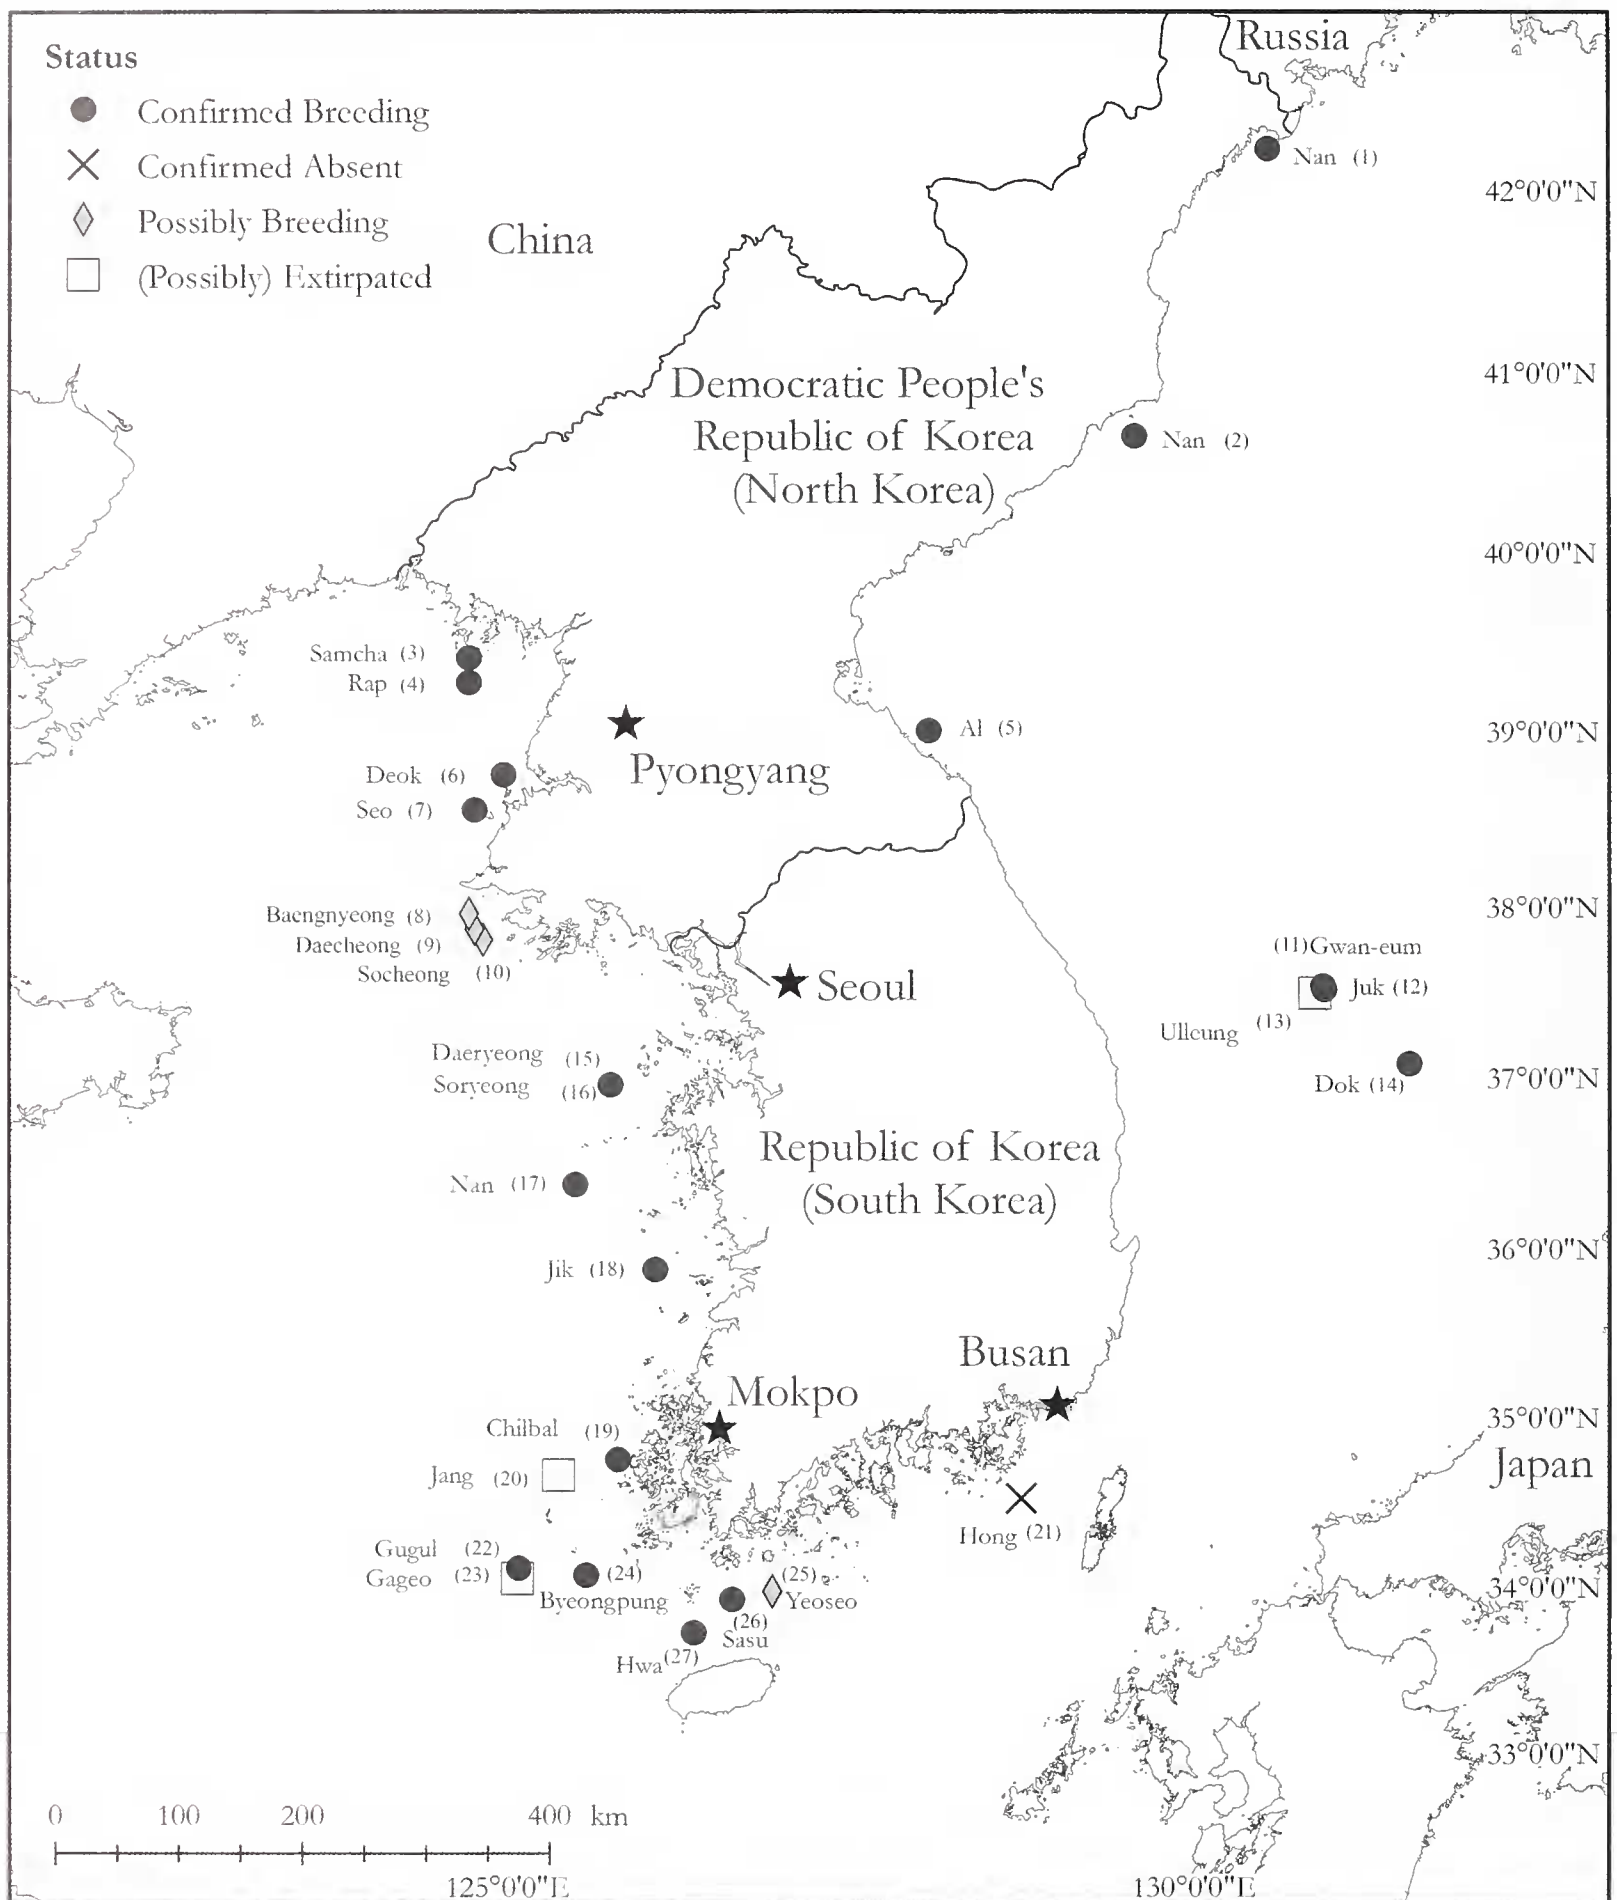 Status
Confirmed Breeding
Confirmed Absent
Possibly Breeding
(Possibly) Extirpated
Russia
China
Nan (1)
42°0'0"N
Democratic People's
Republic of Korea
(North Korea)
41°0'0"N
Nan (2)
40°0'0"N
Samcha (3)
Rap (4)
Al (5)
39°0'0"N
Pyongyang
Deok (6)
Seo (7)
Baengnyeong (8)
Daecheong (9)
Socheong (10)
38°0'0"N
Seoul
(11)Gwan-eum
Juk (12)
Ulleung (13)
Dok (14)
37°0'0"N
Daeryeong (15)
Soryeong (16)
Republic of Korea
(South Korea)
Nan (17)
36°0'0"N
Jik (18)
Busan
Mokpo
35°0'0"N
Chilbal (19)
Jang (20)
Japan
Hong (21)
Gugul (22)
Gageo (23)
(24)
Byeongpung
(25)
Yeoseo
34°0'0"N
(26)
Sasu
Hwa(27)
33°0'0"N
0 100 200 400 km
125°0'0"E
130°0'0"E